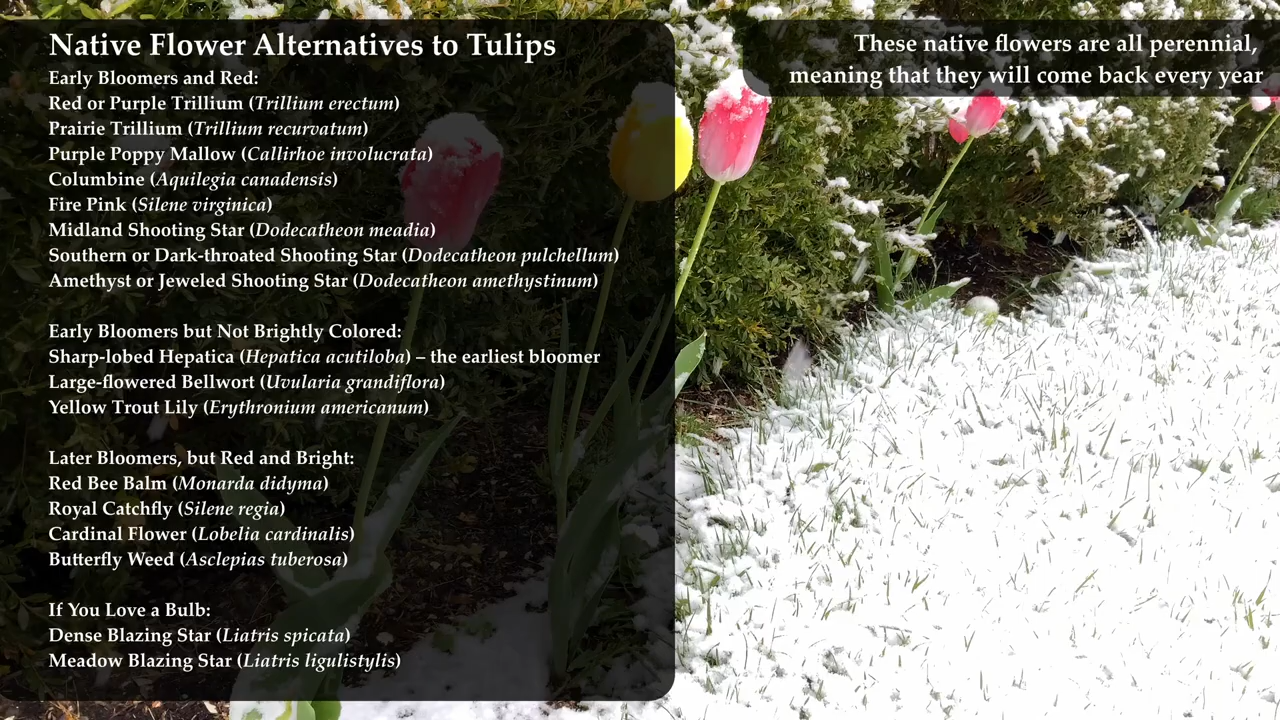 Native Flower Alternatives to Tulips
Early Bloomers and Red:
Red or Purple Trillium (Trillium erectum)
Prairie Trillium (Trillium recurvatum)
Purple Poppy Mallow (Callirhoe involucrata)
Columbine (Aquilegia canadensis)
Fire Pink (Silene virginica)
Midland Shooting Star (Dodecatheon meadia)
Southern or Dark-throated Shooting Star (Dodecatheon pulchellum)
Amethyst or Jeweled Shooting Star (Dodecatheon amethystinum)
Early Bloomers but Not Brightly Colored:
Sharp-lobed Hepatica (Hepatica acutiloba) – the earliest bloomer
Large-flowered Bellwort (Uvularia grandiflora)
Yellow Trout Lily (Erythronium americanum)
Later Bloomers, but Red and Bright:
Red Bee Balm (Monarda didyma)
Royal Catchfly (Silene regia)
Cardinal Flower (Lobelia cardinalis)
Butterfly Weed (Asclepias tuberosa)
If You Love a Bulb:
Dense Blazing Star (Liatris spicata)
Meadow Blazing Star (Liatris ligulistylis)
These native flowers are all perennial,
meaning that they will come back every year